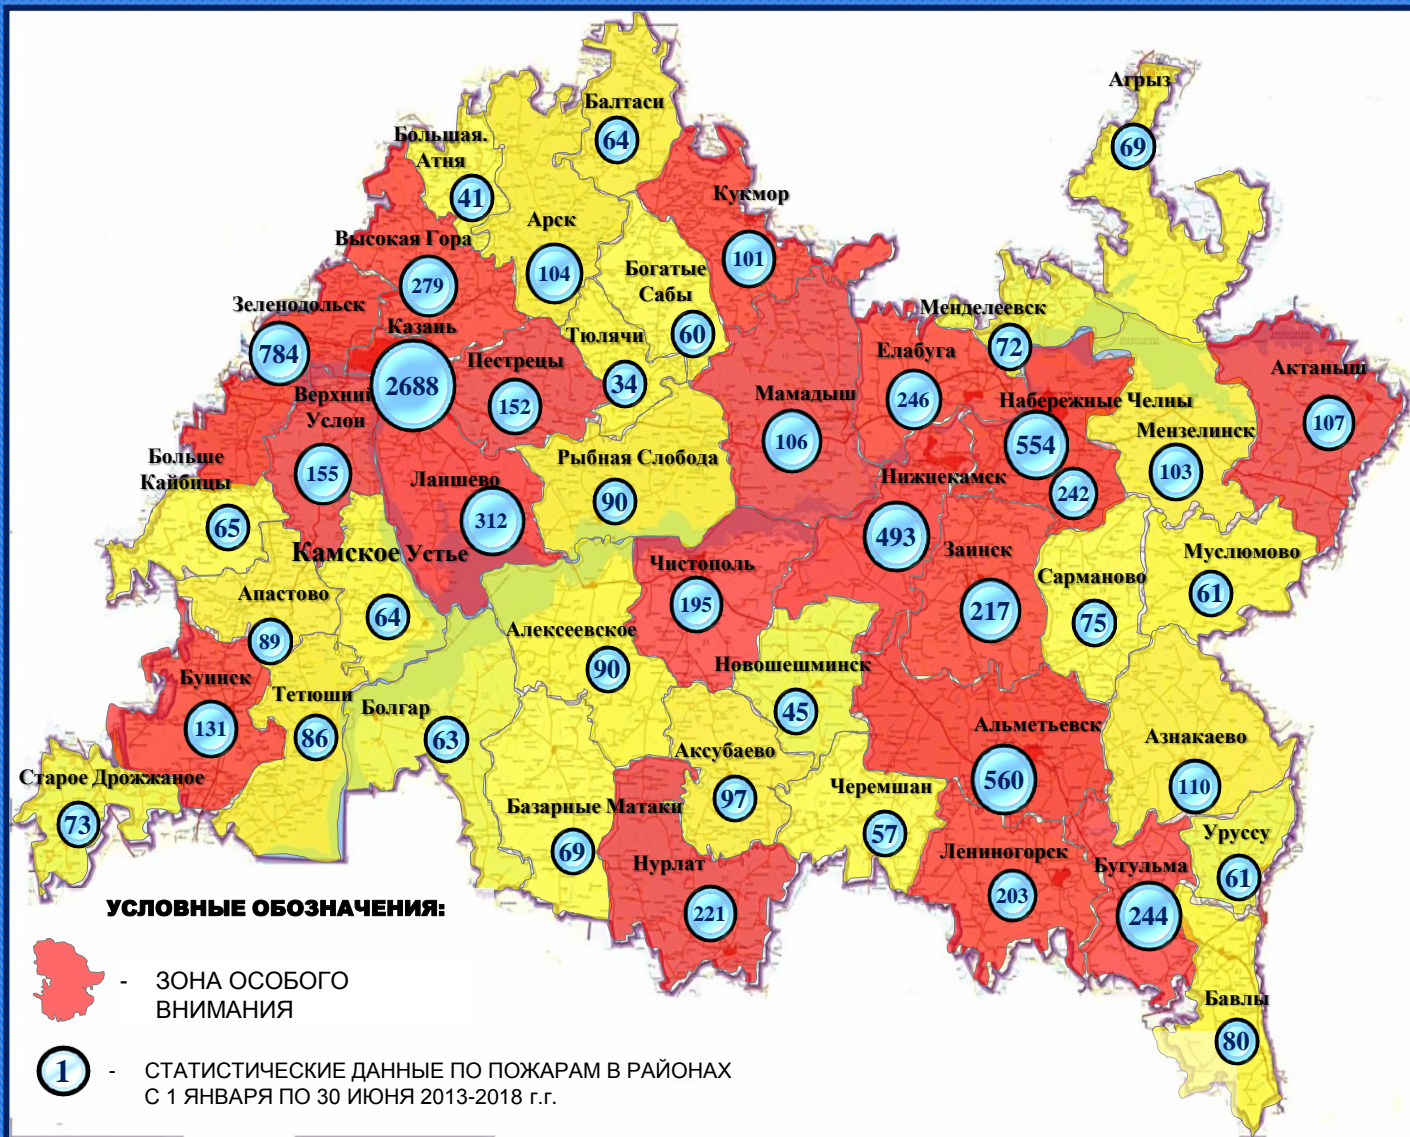 Агрыз
69
Балтаси
64
Большая.
Атня
41
Кукмор
101
Арск
104
Высокая Гора
279
Богатые
Сабы
60
Зеленодольск
784
Казань
2688
Тюлячи
34
Менделеевск
72
Елабуга
246
Пестрецы
152
Актаныш
107
Верхний
Услон
155
Мамадыш
106
Набережные Челны
554
242
Мензелинск
103
Больше
Кайбицы
65
Лаишево
312
Рыбная Слобода
90
Нижнекамск
493
Камское Устье
64
Заинск
217
Муслюмово
61
Чистополь
195
Сарманово
75
Апастово
89
Алексеевское
90
Новошешминск
45
Буинск
131
Тетюши
86
Болгар
63
Альметьевск
560
Азнакаево
110
Аксубаево
97
Старое Дрожжаное
73
Черемшан
57
Базарные Матаки
69
Уруссу
61
Нурлат
221
Лениногорск
203
Бугульма
244
Бавлы
80
УСЛОВНЫЕ ОБОЗНАЧЕНИЯ:
- ЗОНА ОСОБОГО
ВНИМАНИЯ
1 - СТАТИСТИЧЕСКИЕ ДАННЫЕ ПО ПОЖАРАМ В РАЙОНАХ
С 1 ЯНВАРЯ ПО 30 ИЮНЯ 2013-2018 г.г.